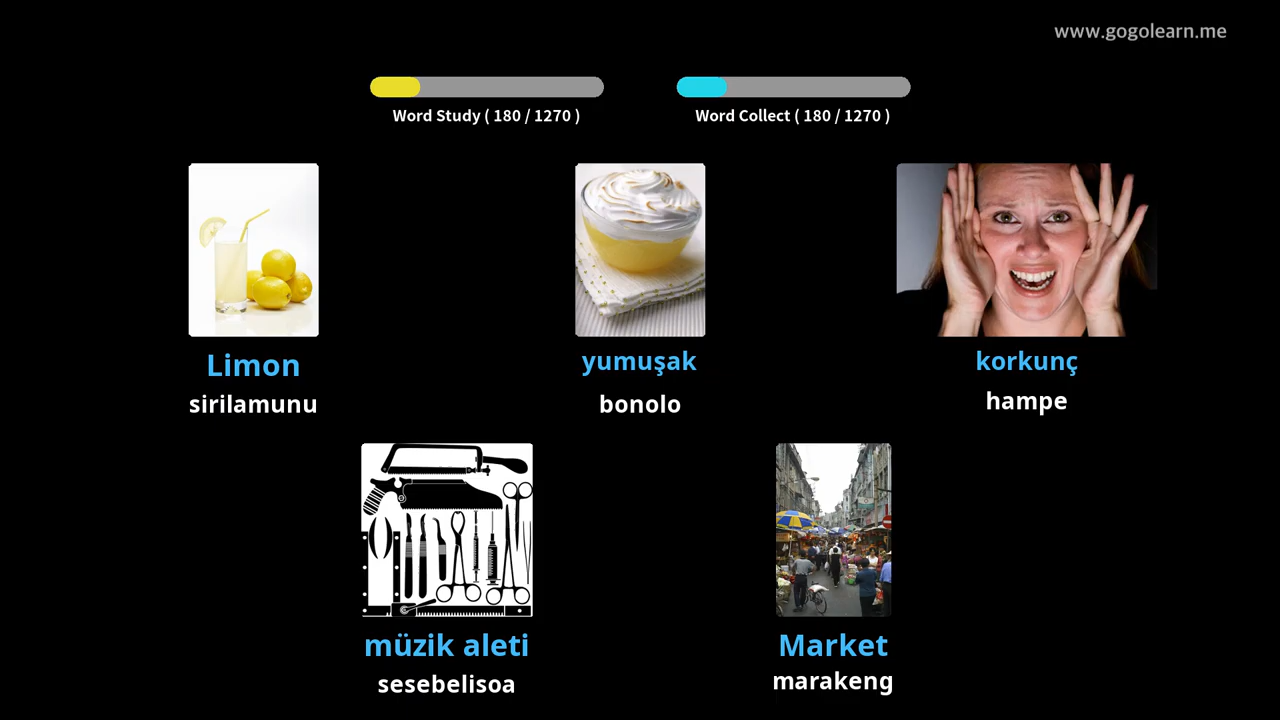 www.gogolearn.me
Word Study ( 180 / 1270 )
Word Collect ( 180 / 1270 )
Limon
sirilamunu
yumuşak
bonolo
korkunç
hampe
müzik aleti
sesebelisoa
Market
marakeng